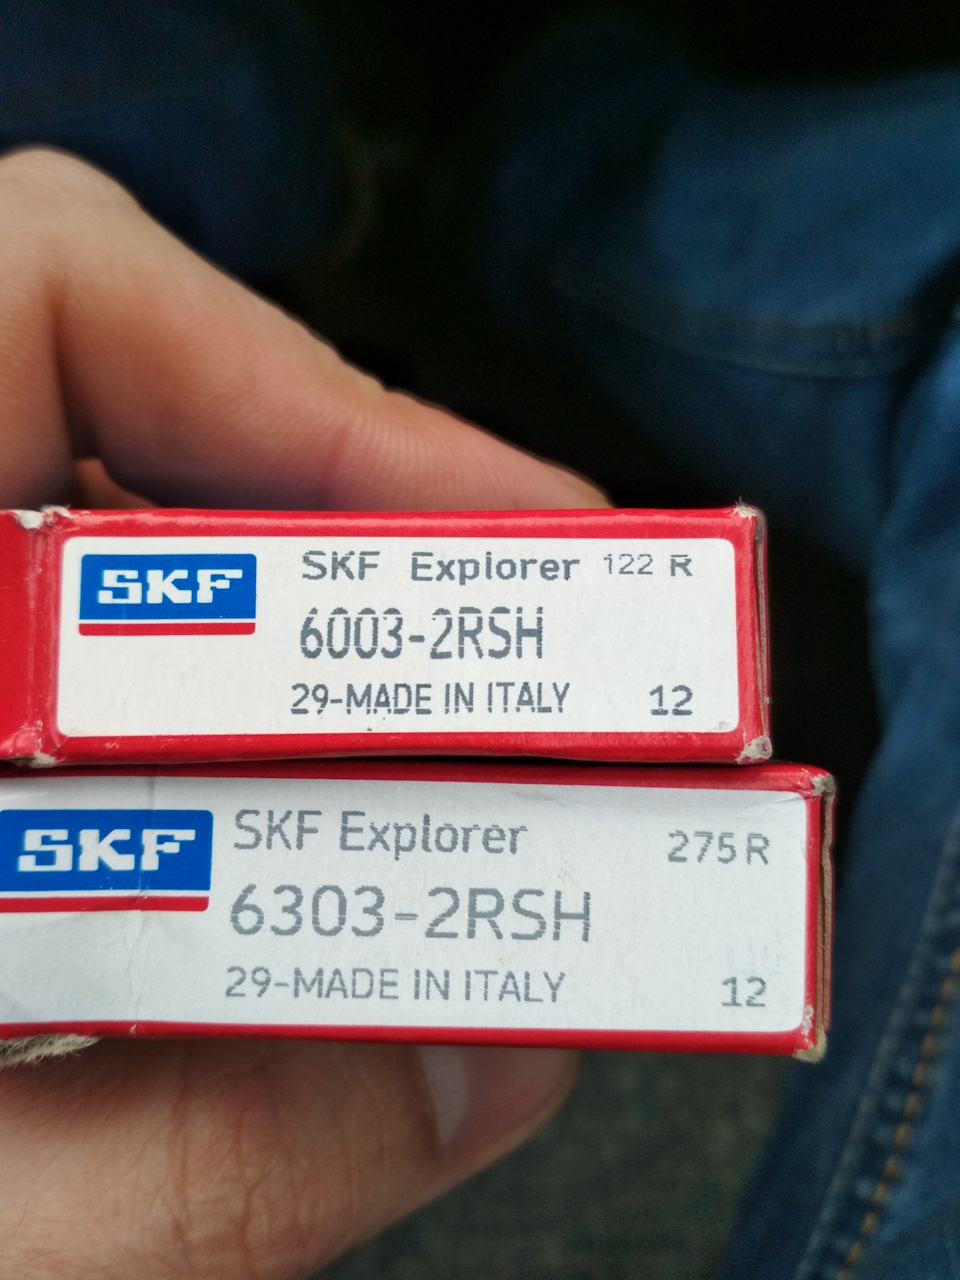 SKF
SKF Explorer 122 R
6003-2RSH
29-MADE IN ITALY 12
SKF
SKF Explorer 275 R
6303-2RSH
29-MADE IN ITALY 12